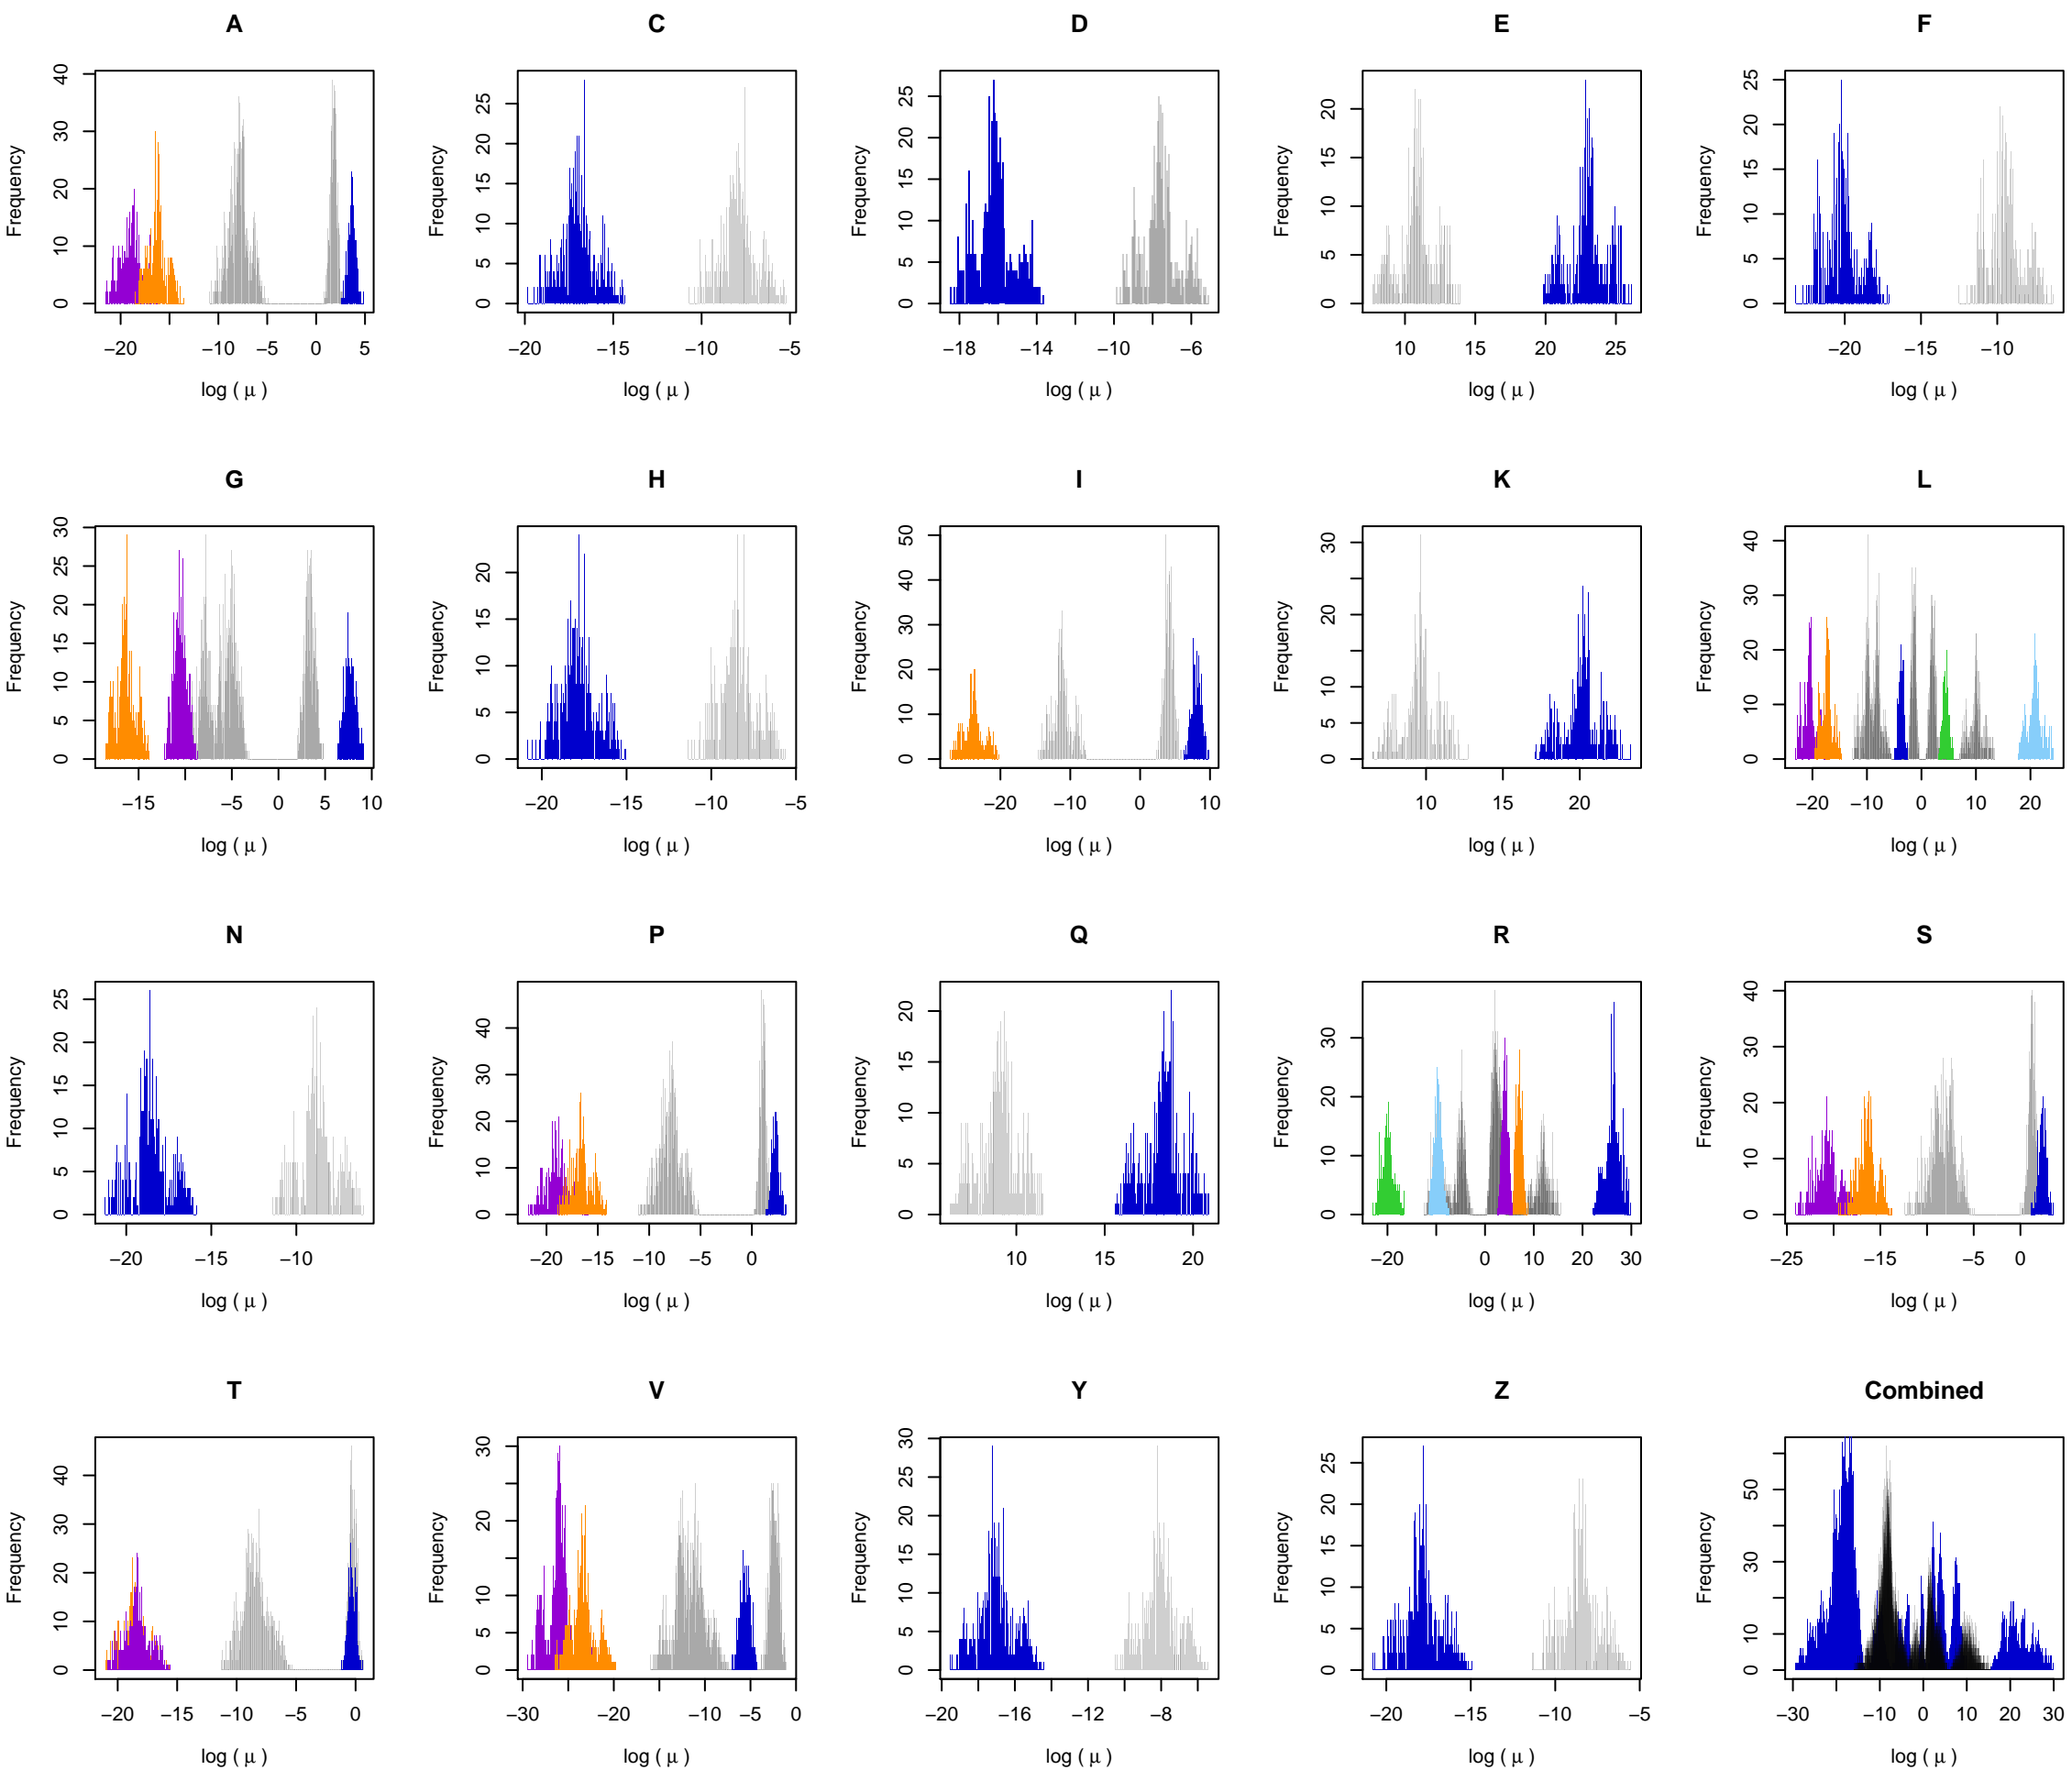 A
C
D
E
F
Frequency
0 10 20 30 40
−20 −10 −5 0 5
log ( μ )
Frequency
0 5 10 15 20 25
−20 −15 −10 −5
log ( μ )
Frequency
0 5 10 15 20 25
−18 −14 −10 −6
log ( μ )
Frequency
0 5 10 15 20
10 15 20 25
log ( μ )
Frequency
0 5 10 15 20 25
−20 −15 −10
log ( μ )
G
H
I
K
L
Frequency
0 5 10 15 20 25 30
−15 −5 0 5 10
log ( μ )
Frequency
0 5 10 15 20
−20 −15 −10 −5
log ( μ )
Frequency
0 10 20 30 40 50
−20 −10 0 10
log ( μ )
Frequency
0 5 10 20 30
10 15 20
log ( μ )
Frequency
0 10 20 30 40
−20 −10 0 10 20
log ( μ )
N
P
Q
R
S
Frequency
0 5 10 15 20 25
−20 −15 −10
log ( μ )
Frequency
0 10 20 30 40
−20 −15 −10 −5 0
log ( μ )
Frequency
0 5 10 15 20
10 15 20
log ( μ )
Frequency
0 10 20 30
−20 0 10 20 30
log ( μ )
Frequency
0 10 20 30 40
−25 −15 −5 0
log ( μ )
T
V
Y
Z
Combined
Frequency
0 10 20 30 40
−20 −15 −10 −5 0
log ( μ )
Frequency
0 5 10 20 30
−30 −20 −10 −5 0
log ( μ )
Frequency
0 5 10 15 20 25 30
−20 −16 −12 −8
log ( μ )
Frequency
0 5 10 15 20 25
−20 −15 −10 −5
log ( μ )
Frequency
0 10 30 50
−30 −10 0 10 20 30
log ( μ )